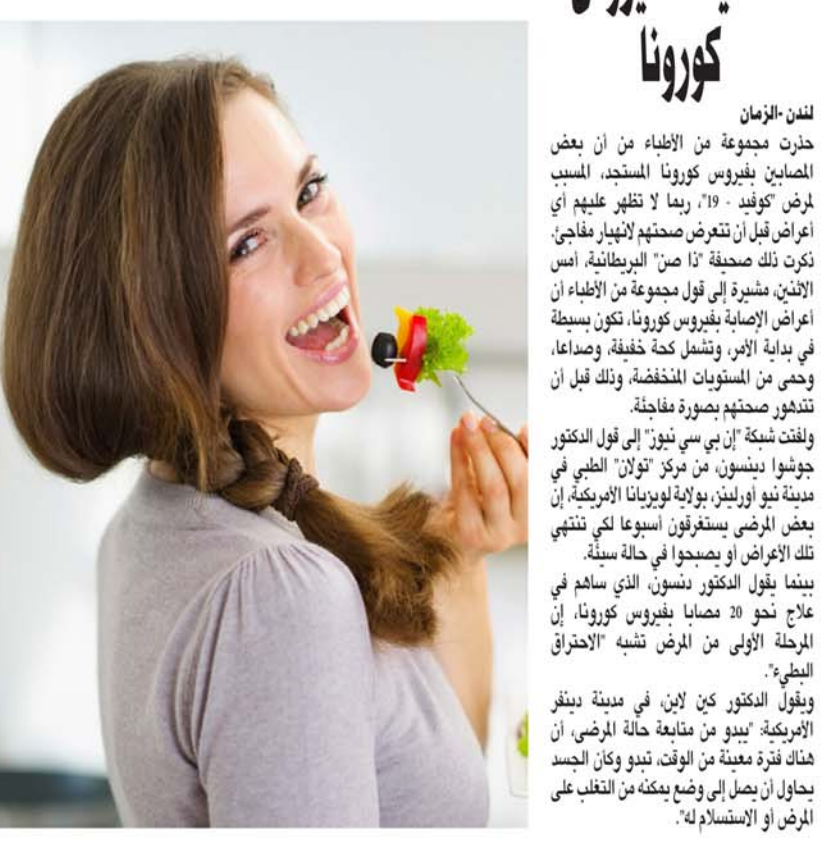 كورونا
لندن -الزمان
حذرت مجموعة من الأطباء من أن بعض
المصابين بفيروس كورونا المستجد، المسبب
لمرض "كوفيد - 19"، ربما لا تظهر عليهم أي
أعراض قبل أن تتعرض صحتهم لانهيار مفاجئ.
ذكرت ذلك صحيفة "ذا صن" البريطانية، أمس
الاثنين، مشيرة إلى قول مجموعة من الأطباء أن
أعراض الإصابة بفيروس كورونا، تكون بسيطة
في بداية الأمر، وتشمل كحة خفيفة، وصداعا،
وحمى من المستويات المنخفضة، وذلك قبل أن
تتدهور صحتهم بصورة مفاجئة.
ولفتت شبكة "إن بي سي نيوز" إلى قول الدكتور
جوشوا دينسون، من مركز "تولان" الطبي في
مدينة نيو أورلينز، بولاية لويزيانا الأمريكية، إن
بعض المرضى يستغرقون أسبوعا لكي تنتهي
تلك الأعراض أو يصبحوا في حالة سيئة.
بينما يقول الدكتور دنسون، الذي ساهم في
علاج نحو 20 مصابا بفيروس كورونا، إن
المرحلة الأولى من المرض تشبه "الاحتراق
البطيء".
ويقول الدكتور كين لاين، في مدينة دينفر
الأمريكية: "يبدو من متابعة حالة المرضى، أن
هناك فترة معينة من الوقت، تبدو وكأن الجسد
يحاول أن يصل إلى وضع يمكنه من التغلب على
المرض أو الاستسلام له".